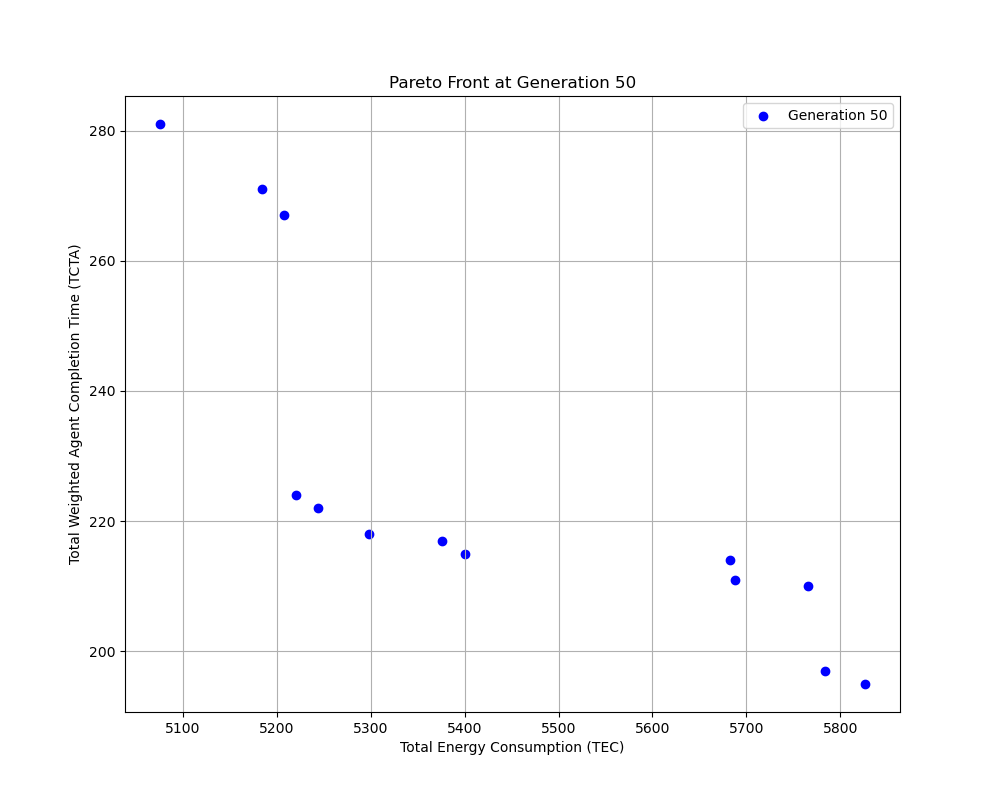 Pareto Front at Generation 50
Generation 50
280
260
240
220
200
Total Weighted Agent Completion Time (TCTA)
5100 5200 5300 5400 5500 5600 5700 5800
Total Energy Consumption (TEC)